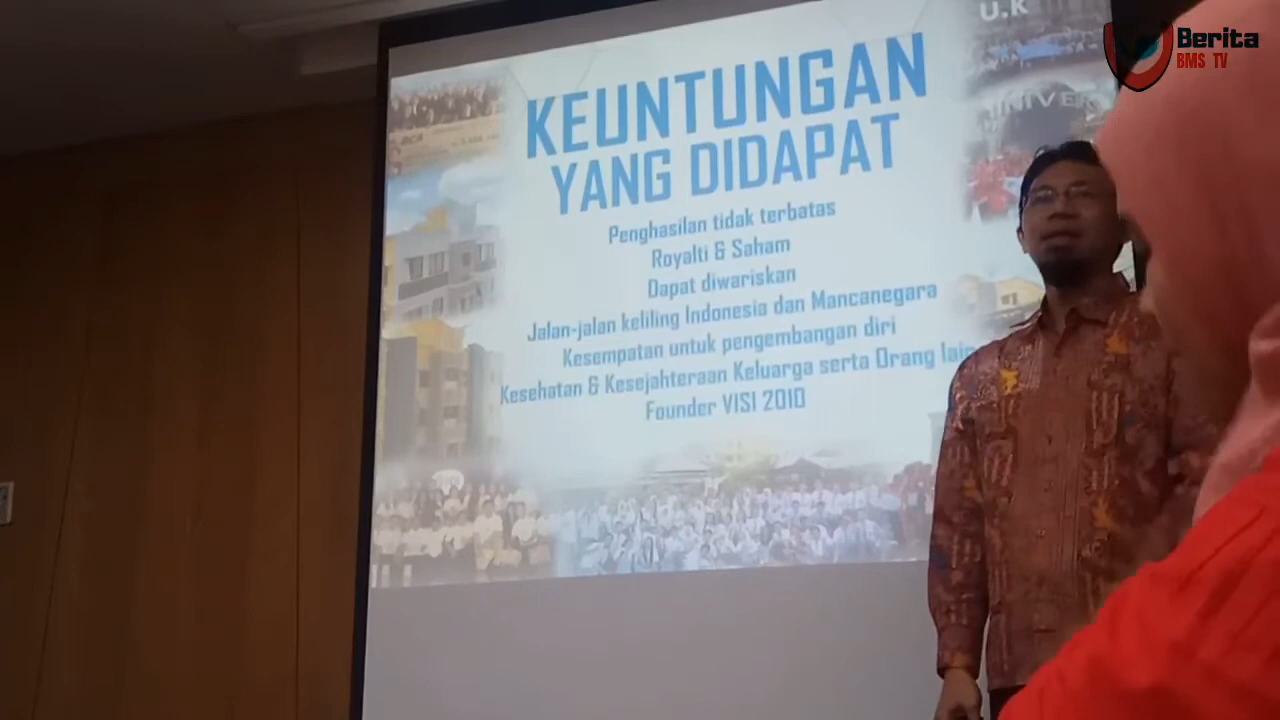 U.K
Berita
BMS TV
UNIVER
KEUNTUNGAN
YANG DIDAPAT
Penghasilan tidak terbatas
Royalti & Saham
Dapat diwariskan
Jalan-jalan keliling Indonesia dan Mancanegara
Kesempatan untuk pengembangan diri
Kesehatan & Kesejahteraan Keluarga serta Orang lain
Founder VISI 2010